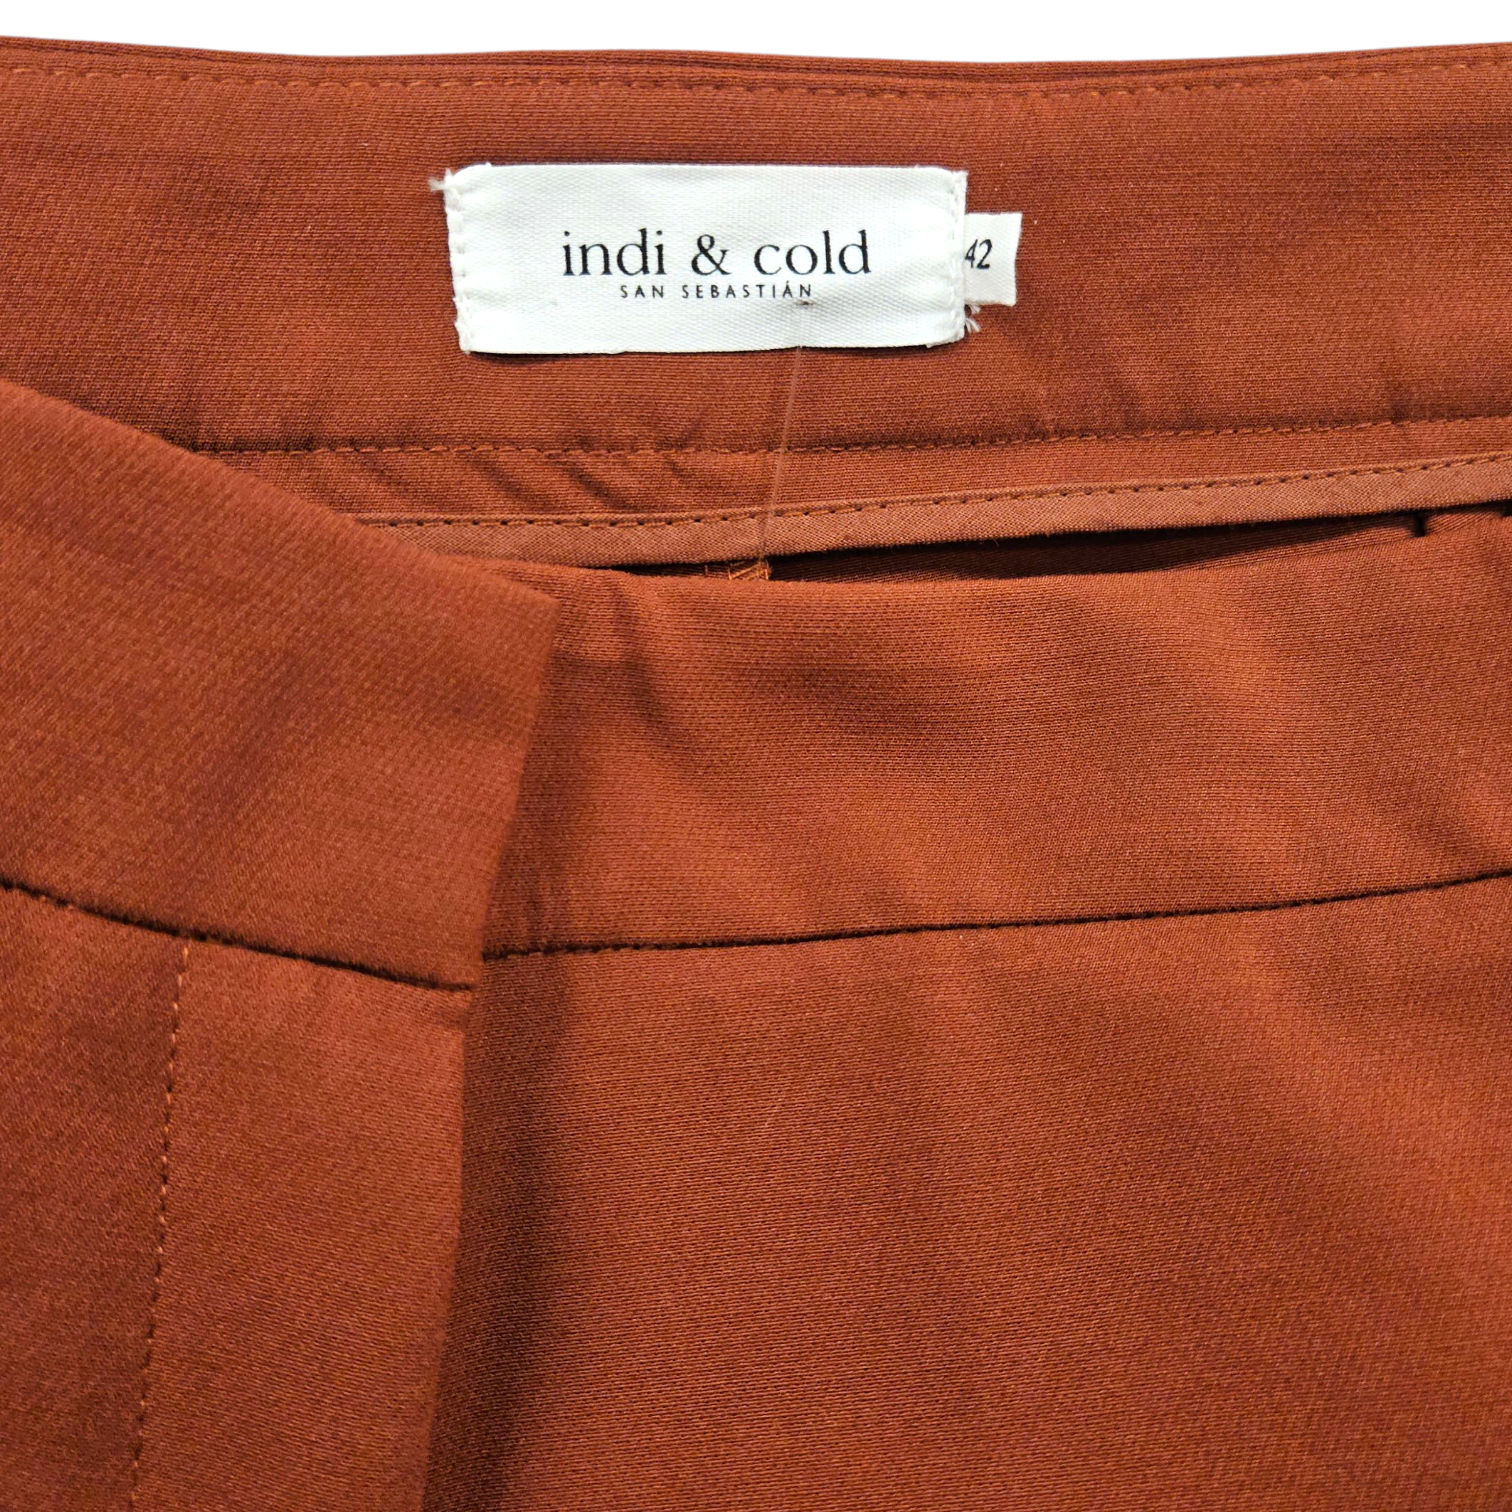 indi & cold
SAN SEBASTIÁN
42